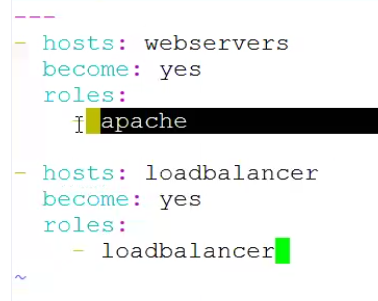 ---
- hosts: webservers
  become: yes
  roles:
    - apache

- hosts: loadbalancer
  become: yes
  roles:
    - loadbalancer
~